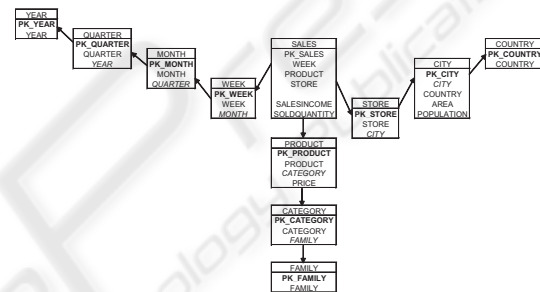 YEAR
PK_YEAR
YEAR
QUARTER
PK_QUARTER
QUARTER
YEAR
MONTH
PK_MONTH
MONTH
QUARTER
WEEK
PK_WEEK
WEEK
MONTH
SALES
PK_SALES
WEEK
PRODUCT
STORE
SALESINCOME
SOLDQUANTITY
STORE
PK_STORE
STORE
CITY
CITY
PK_CITY
CITY
COUNTRY
AREA
POPULATION
COUNTRY
PK_COUNTRY
COUNTRY
PRODUCT
PK_PRODUCT
PRODUCT
CATEGORY
PRICE
CATEGORY
PK_CATEGORY
CATEGORY
FAMILY
FAMILY
PK_FAMILY
FAMILY